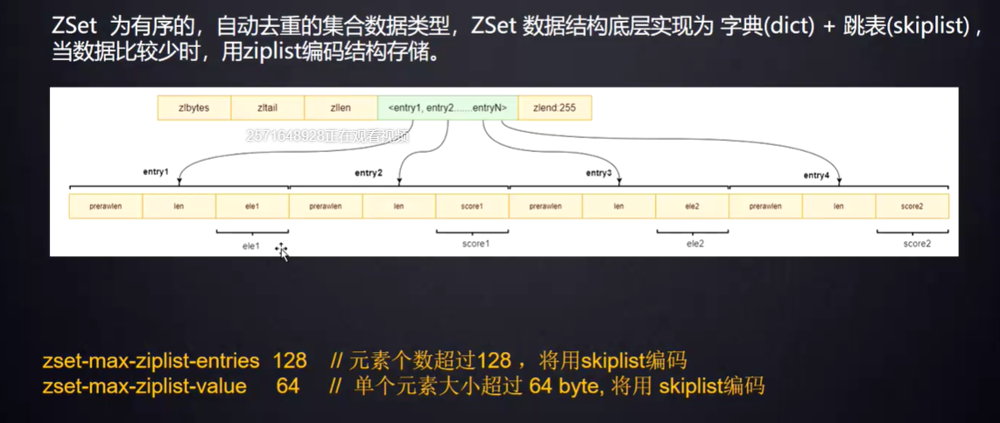 ZSet 为有序的，自动去重的集合数据类型，ZSet 数据结构底层实现为 字典(dict) + 跳表(skiplist) ，
当数据比较少时，用ziplist编码结构存储。
zlbytes zltail zllen <entry1, entry2.......entryN> zlend:255
2571648928正在观看视频
entry1 entry2 entry3 entry4
prerawlen len ele1 prerawlen len score1 prerawlen len ele2 prerawlen len score2
ele1 score1 ele2 score2
zset-max-ziplist-entries 128 // 元素个数超过128 ，将用skiplist编码
zset-max-ziplist-value 64 // 单个元素大小超过 64 byte, 将用 skiplist编码